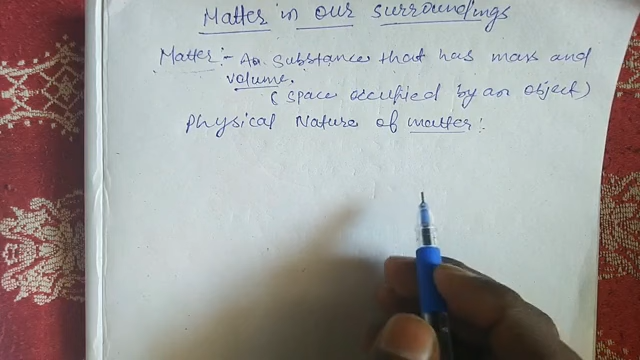 Matter in our surroundings
Matter :- A substance that has mass and
volume.
( space occupied by an object)
Physical Nature of matter :